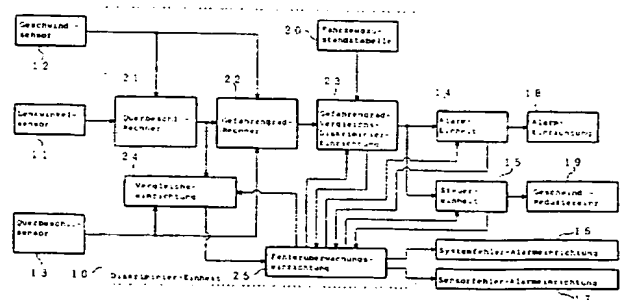 Geschwind-
sensor
12
Lenkwinkel-
sensor
11
Querbeschl.-
sensor
13
10
21
Querbeschl.-
Rechner
22
Gefahrengrad-
Rechner
20
Fahrzeugzu-
standstabelle
23
Gefahrengrad-
Vergleichs-
Diskriminier-
Einrichtung
24
Vergleichs-
einrichtung
Diskriminier-Einheit
25
Fehlerüberwachungs-
einrichtung
14
Alarm-
Einheit
18
Alarm-
Einrichtung
15
Steuer-
einheit
19
Geschwind.-
Reduziereinr.
16
Systemfehler-Alarmeinrichtung
Sensorfehler-Alarmeinrichtung
17